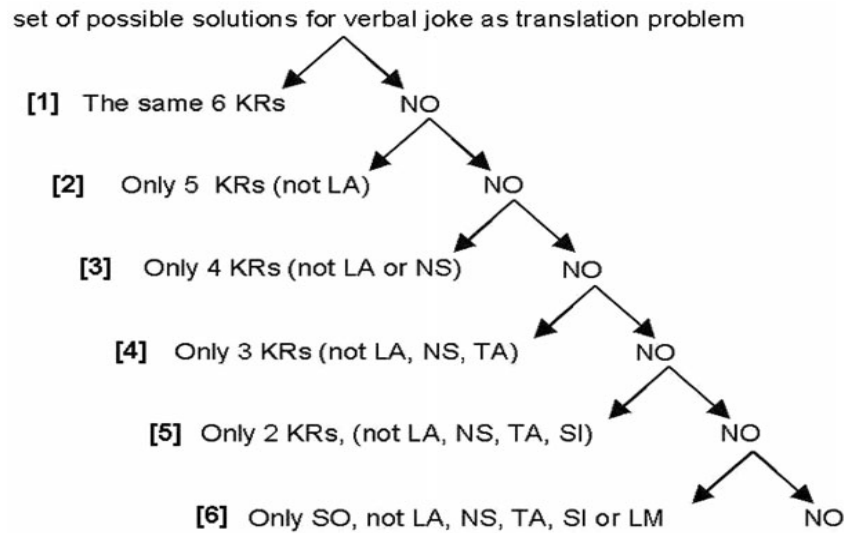 set of possible solutions for verbal joke as translation problem
[1] The same 6 KRs NO
[2] Only 5 KRs (not LA) NO
[3] Only 4 KRs (not LA or NS) NO
[4] Only 3 KRs (not LA, NS, TA) NO
[5] Only 2 KRs, (not LA, NS, TA, SI) NO
[6] Only SO, not LA, NS, TA, SI or LM NO